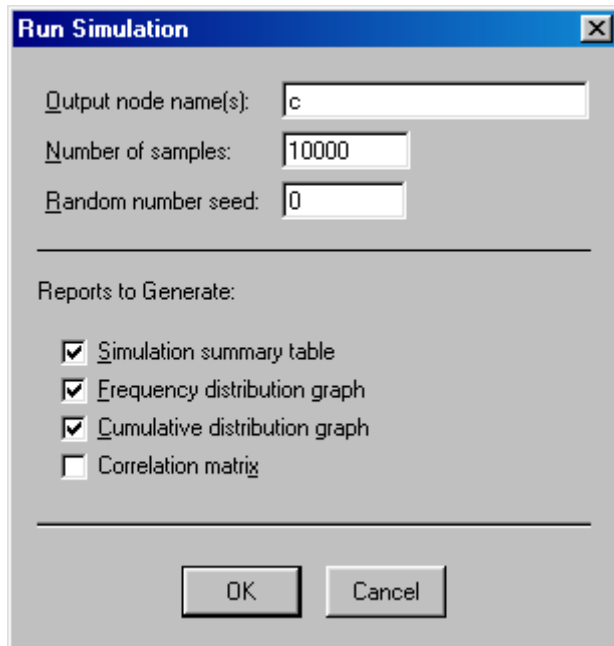 Run Simulation
Output node name(s): c
Number of samples: 10000
Random number seed: 0
Reports to Generate:
Simulation summary table
Frequency distribution graph
Cumulative distribution graph
Correlation matrix
OK Cancel